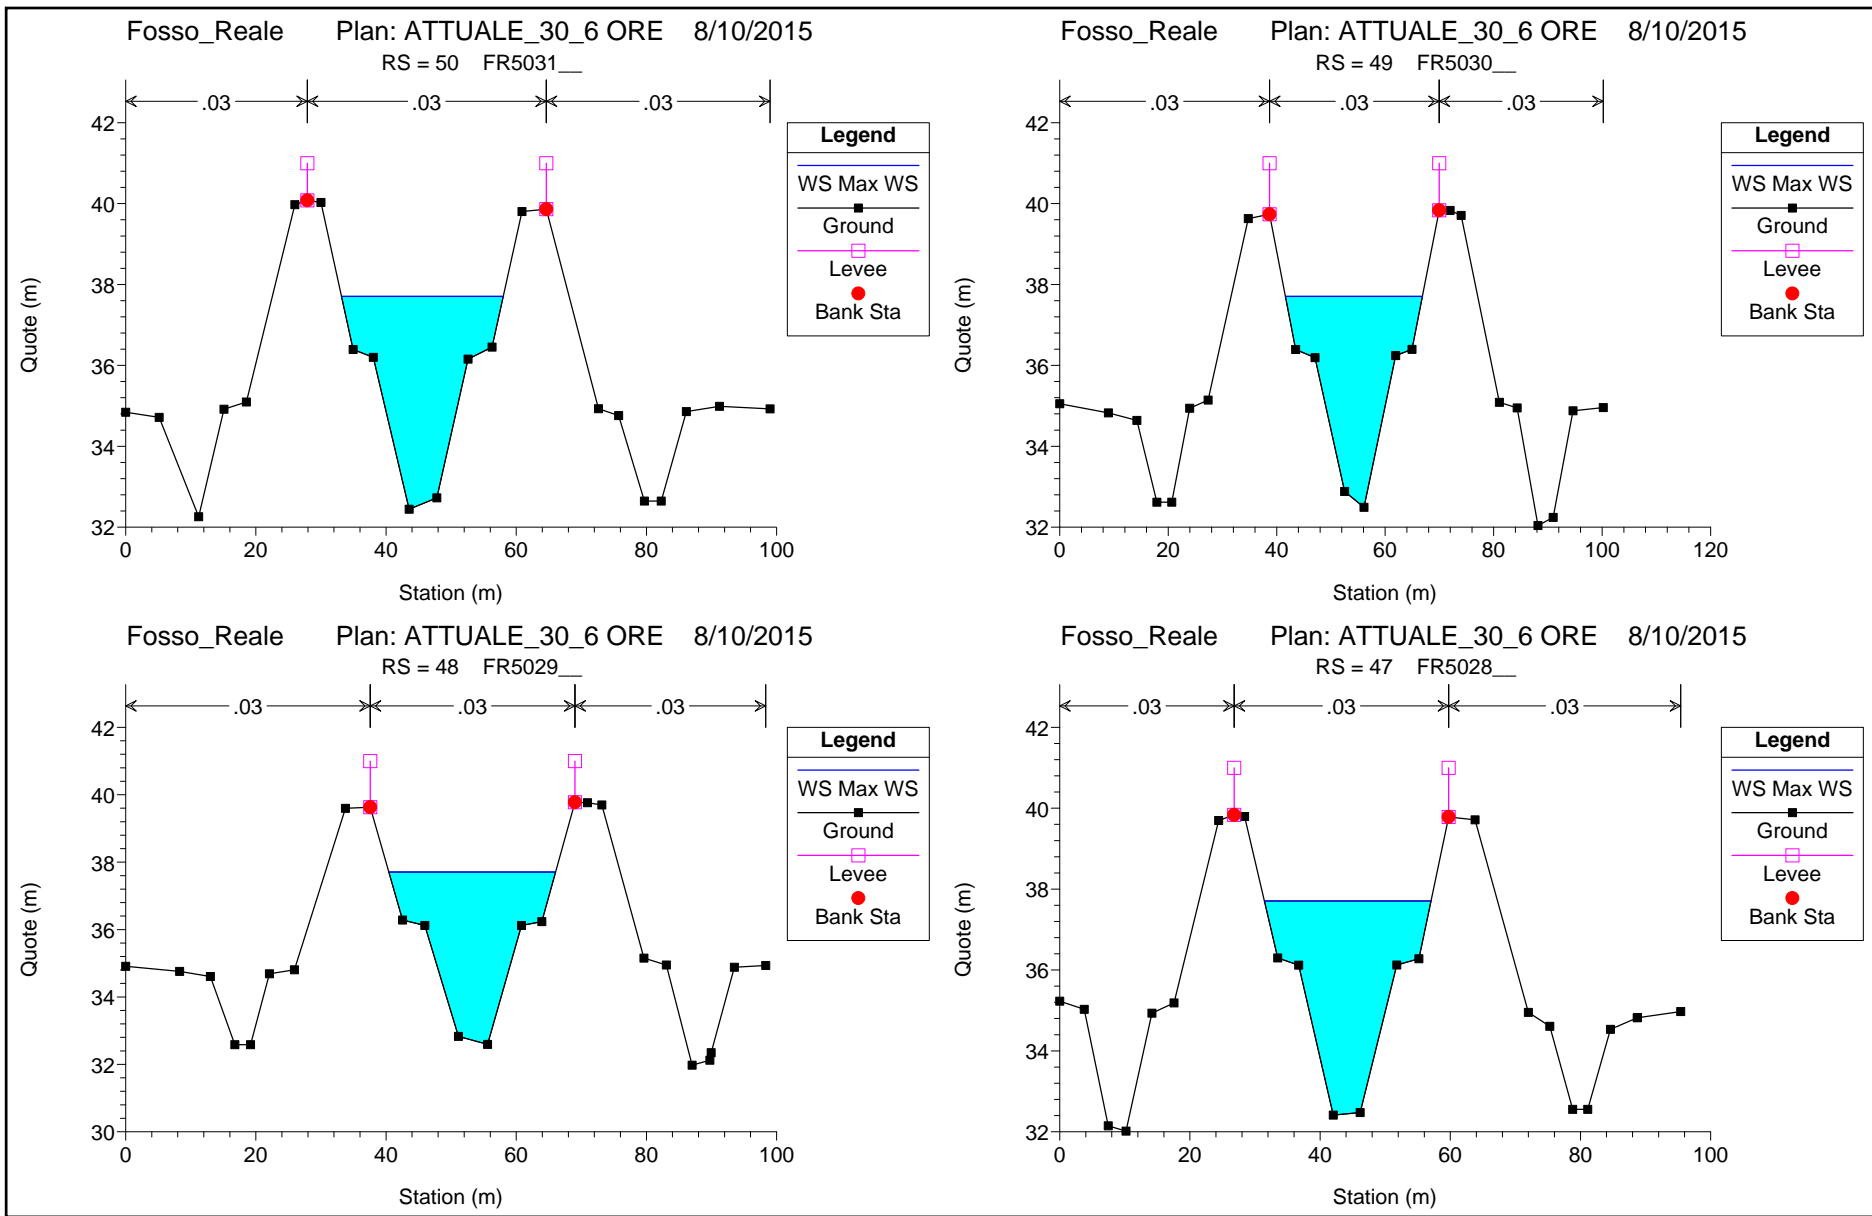 Fosso_Reale Plan: ATTUALE_30_6 ORE 8/10/2015
RS = 50 FR5031__
.03 .03 .03
42
40
38
36
34
32
0 20 40 60 80 100
Station (m)
Quote (m)
Legend
WS Max WS
Ground
Levee
Bank Sta
Fosso_Reale Plan: ATTUALE_30_6 ORE 8/10/2015
RS = 49 FR5030__
.03 .03 .03
42
40
38
36
34
32
0 20 40 60 80 100 120
Station (m)
Quote (m)
Legend
WS Max WS
Ground
Levee
Bank Sta
Fosso_Reale Plan: ATTUALE_30_6 ORE 8/10/2015
RS = 48 FR5029__
.03 .03 .03
42
40
38
36
34
32
30
0 20 40 60 80 100
Station (m)
Quote (m)
Legend
WS Max WS
Ground
Levee
Bank Sta
Fosso_Reale Plan: ATTUALE_30_6 ORE 8/10/2015
RS = 47 FR5028__
.03 .03 .03
42
40
38
36
34
32
0 20 40 60 80 100
Station (m)
Quote (m)
Legend
WS Max WS
Ground
Levee
Bank Sta